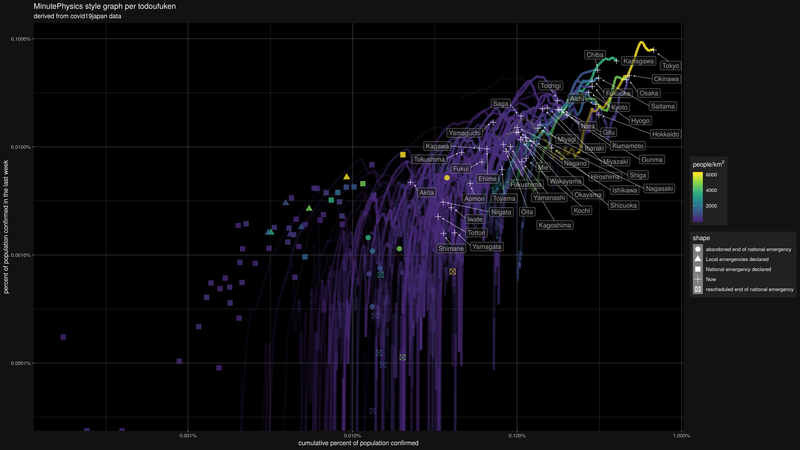 MinutePhysics style graph per todoufuken
derived from covid19japan data
0.1000%
0.0100%
0.0010%
0.0001%
percent of population confirmed in the last week
0.001%
0.010%
0.100%
1.000%
cumulative percent of population confirmed
Chiba
Kanagawa
Tokyo
Okinawa
Tochigi
Osaka
Fukuoka
Aichi
Saitama
Saga
Kyoto
Hyogo
Nara
Gifu
Hokkaido
Yamaguchi
Miyagi
Kumamoto
Kagawa
Ibaraki
Tokushima
Nagano
Miyazaki
Gunma
Fukui
Mie
Hiroshima
Shiga
Ehime
Fukushima
Wakayama
Ishikawa
Nagasaki
Akita
Aomori
Toyama
Yamanashi
Okayama
Shizuoka
Niigata
Oita
Kochi
Iwate
Kagoshima
Tottori
Shimane
Yamagata
people/km²
6000
4000
2000
shape
abandoned end of national emergency
Local emergencies declared
National emergency declared
Now
rescheduled end of national emergency